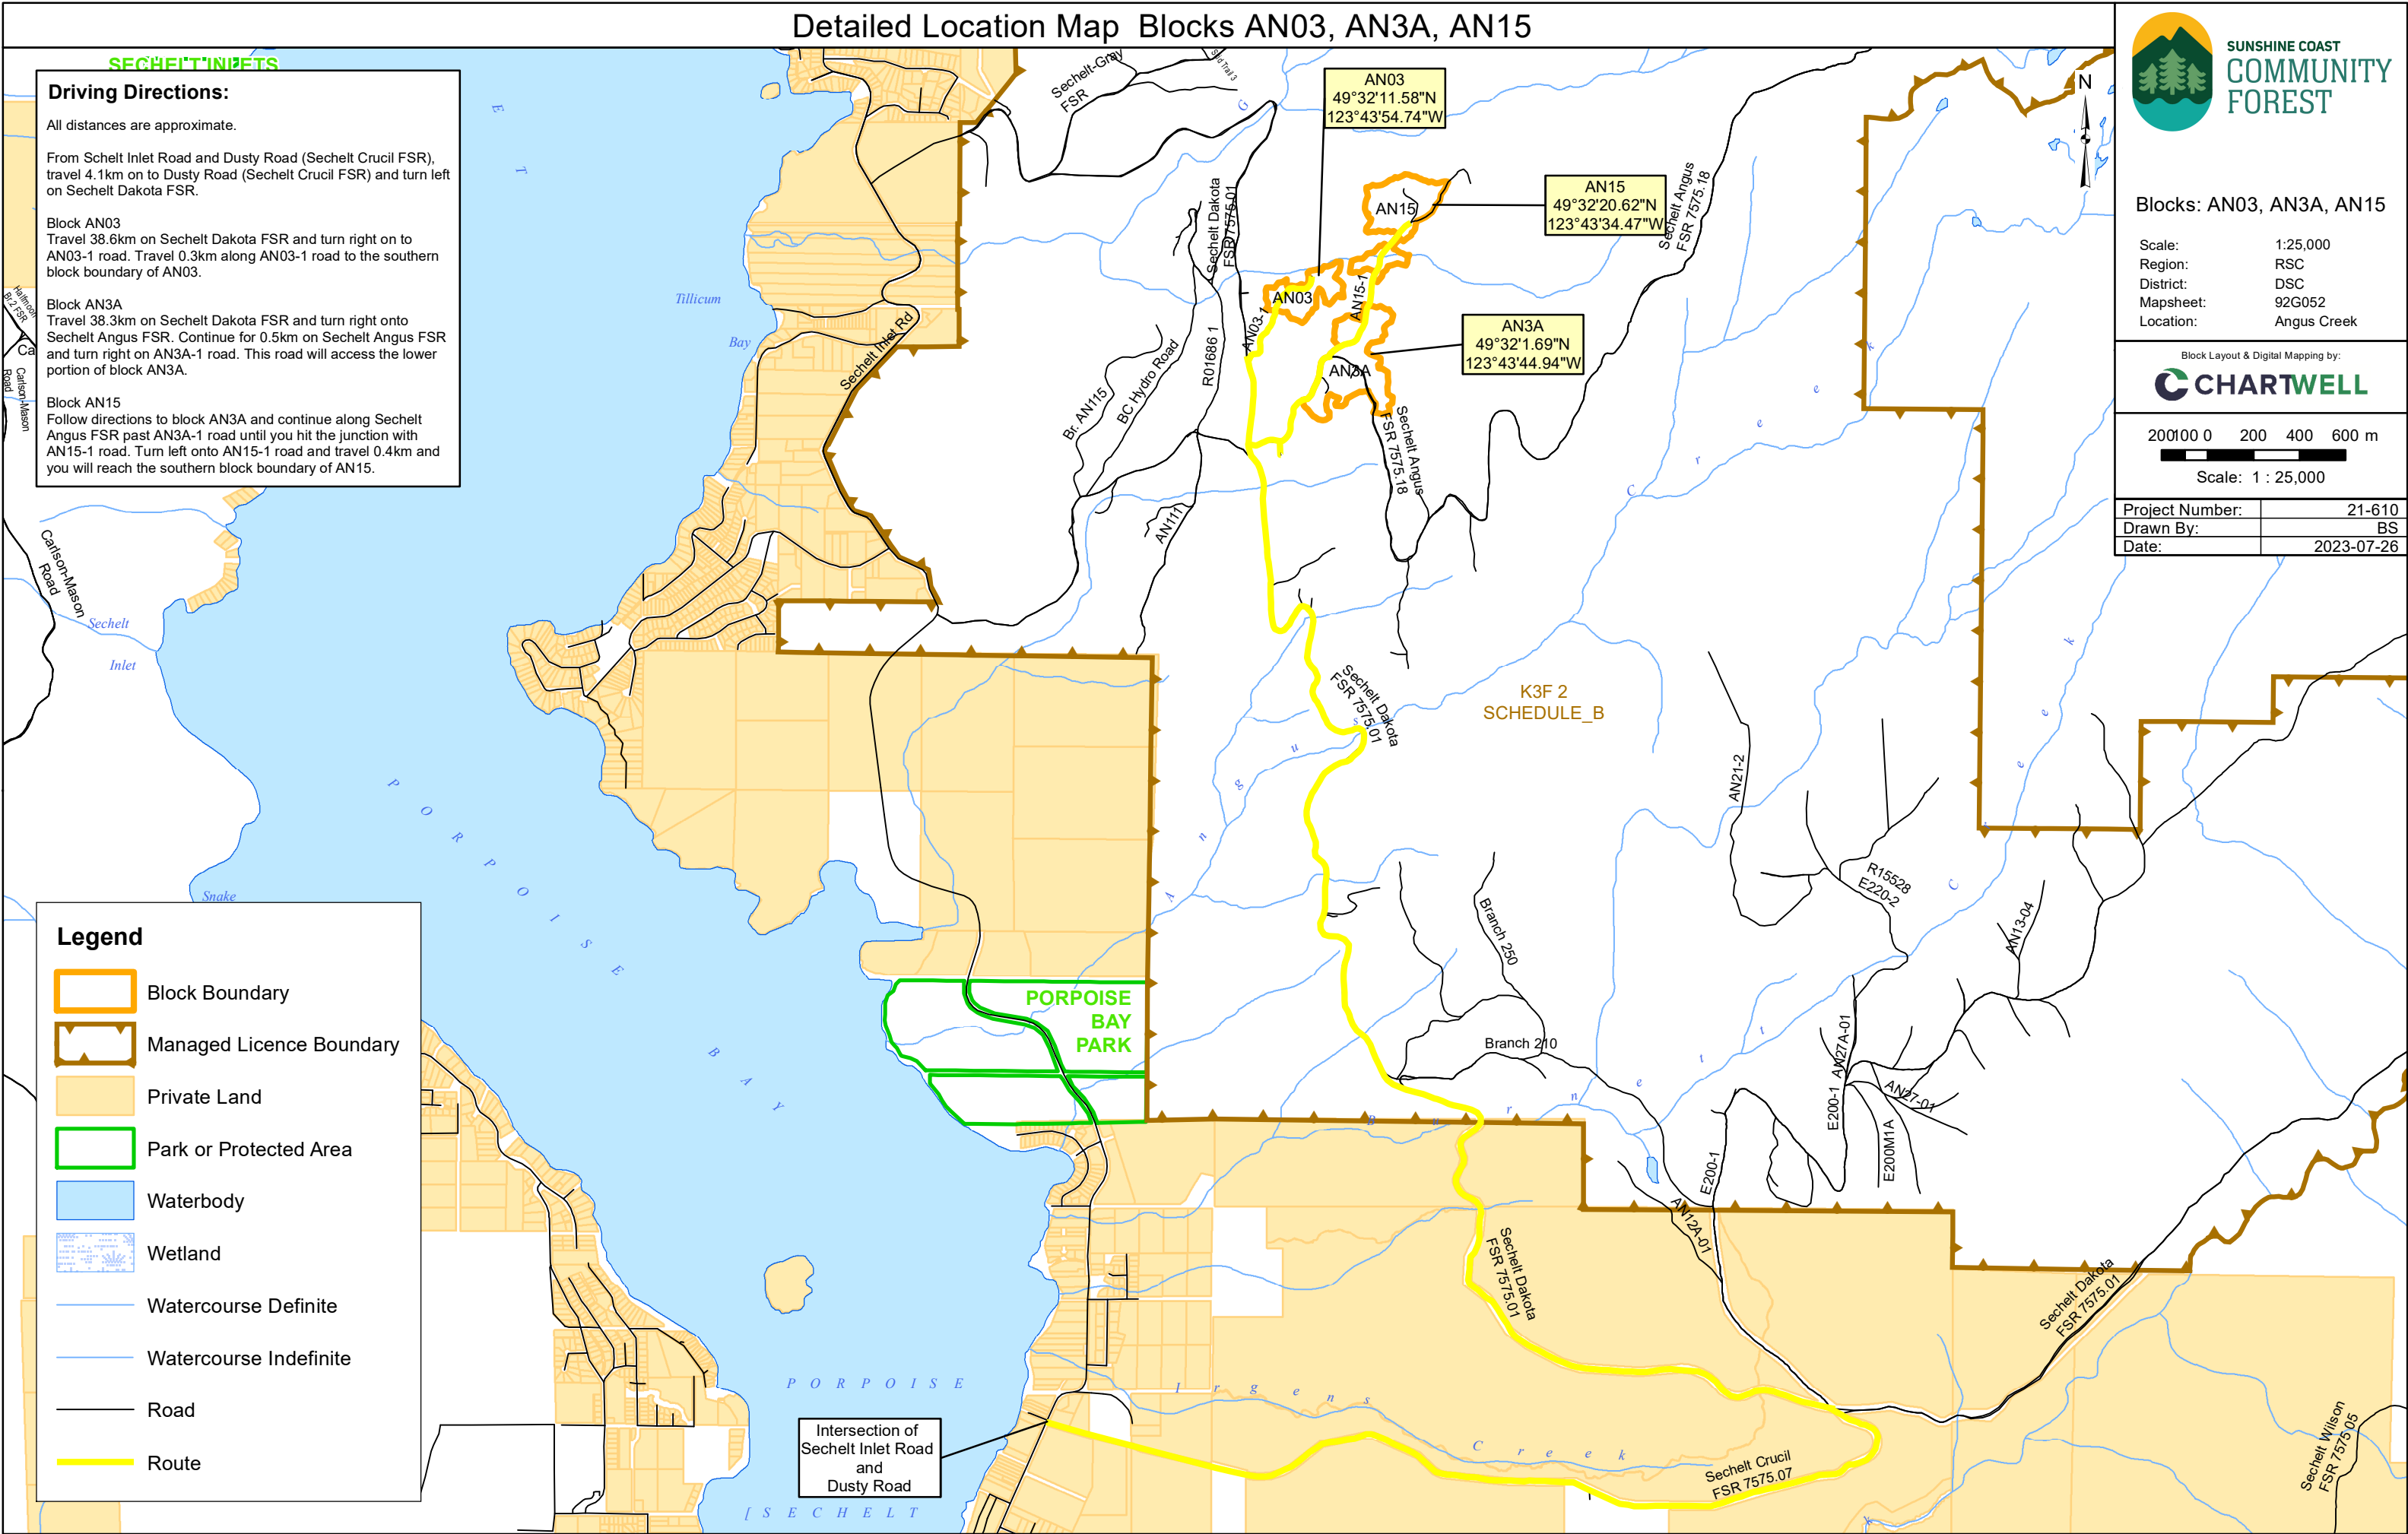 Detailed Location Map  Blocks AN03, AN3A, AN15
SECHELT INLETS
Driving Directions:
All distances are approximate.
From Schelt Inlet Road and Dusty Road (Sechelt Crucil FSR),
travel 4.1km on to Dusty Road (Sechelt Crucil FSR) and turn left
on Sechelt Dakota FSR.
Block AN03
Travel 38.6km on Sechelt Dakota FSR and turn right on to
AN03-1 road. Travel 0.3km along AN03-1 road to the southern
block boundary of AN03.
Block AN3A
Travel 38.3km on Sechelt Dakota FSR and turn right onto
Sechelt Angus FSR. Continue for 0.5km on Sechelt Angus FSR
and turn right on AN3A-1 road. This road will access the lower
portion of block AN3A.
Block AN15
Follow directions to block AN3A and continue along Sechelt
Angus FSR past AN3A-1 road until you hit the junction with
AN15-1 road. Turn left onto AN15-1 road and travel 0.4km and
you will reach the southern block boundary of AN15.
SUNSHINE COAST
COMMUNITY
FOREST
N
Blocks: AN03, AN3A, AN15
Scale: 1:25,000
Region: RSC
District: DSC
Mapsheet: 92G052
Location: Angus Creek
Block Layout & Digital Mapping by:
CHARTWELL
200 100 0 200 400 600 m
Scale: 1 : 25,000
Project Number: 21-610
Drawn By: BS
Date: 2023-07-26
AN03
49°32'11.58"N
123°43'54.74"W
AN15
49°32'20.62"N
123°43'34.47"W
AN3A
49°32'1.69"N
123°43'44.94"W
Sechelt-Gray
FSR
G
E T
AN15
AN03
AN3A
AN03-1
AN15-1
Sechelt Dakota
FSR 7575.01
Sechelt Angus
FSR 7575.18
Sechelt Angus
FSR 7575.18
R01686 1
BC Hydro Road
Br. AN115
AN111
Tillicum
Bay
Sechelt Inlet Rd
Halfmoon
Br 2 FSR
Ca
Carlson-Mason
Road
Carlson-Mason
Road
Sechelt
Inlet
Snake
P O R P O I S E
B A Y
Sechelt Dakota
FSR 7575.01
K3F 2
SCHEDULE_B
A n g u s
C r e e k
AN21-2
R15528
E220-2
AN13-04
Branch 250
Branch 210
AN27A-01
E200-1
AN27-01
E200M1A
E200-1
AN12A-01
B u r n e t t
C r e e k
PORPOISE
BAY
PARK
Sechelt Dakota
FSR 7575.01
Sechelt Dakota
FSR 7575.01
Sechelt Wilson
FSR 7575.05
Sechelt Crucil
FSR 7575.07
I r g e n s
C r e e k
k
P O R P O I S E
[ S E C H E L T
Intersection of
Sechelt Inlet Road
and
Dusty Road
Legend
Block Boundary
Managed Licence Boundary
Private Land
Park or Protected Area
Waterbody
Wetland
Watercourse Definite
Watercourse Indefinite
Road
Route